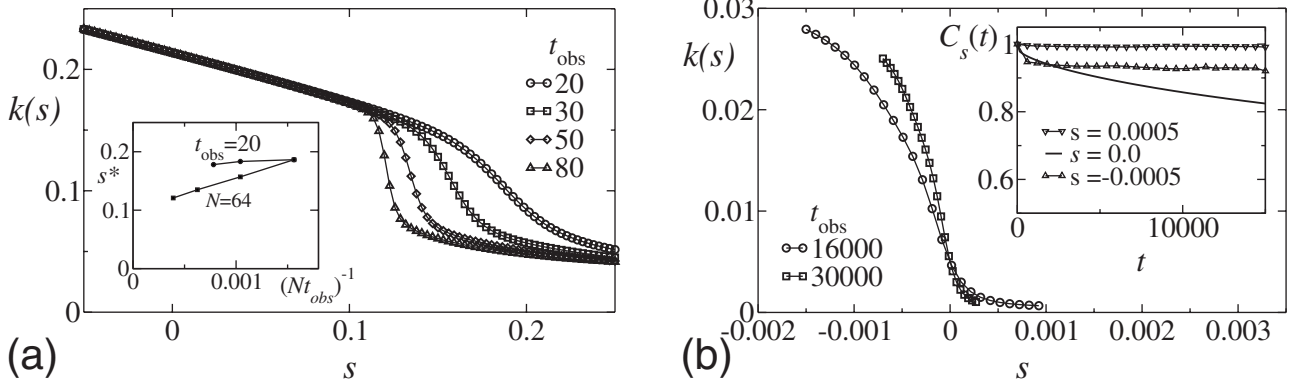 0.2
k(s)
0.1
0
0 0.1 0.2
s
(a)
t_obs
20
30
50
80
0.2
s*
0.1
0
t_obs=20
N=64
0 0.001 (Nt_obs)^-1
0.03
k(s)
0.02
0.01
0
-0.002 -0.001 0 0.001 0.002 0.003
s
(b)
t_obs
16000
30000
C_s(t)
1
0.8
0.6
s = 0.0005
s = 0.0
s = -0.0005
0 10000
t